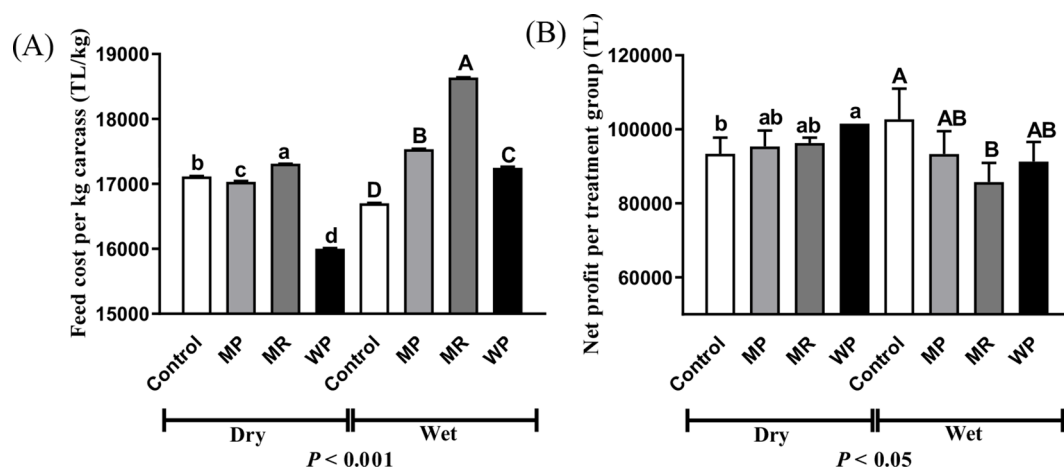 (A)
Feed cost per kg carcass (TL/kg)
19000
18000
17000
16000
15000
b
c
a
d
D
B
A
C
Control
MP
MR
WP
Control
MP
MR
WP
Dry
Wet
P < 0.001
(B)
Net profit per treatment group (TL)
120000
100000
80000
60000
b
ab
ab
a
A
AB
B
AB
Control
MP
MR
WP
Control
MP
MR
WP
Dry
Wet
P < 0.05